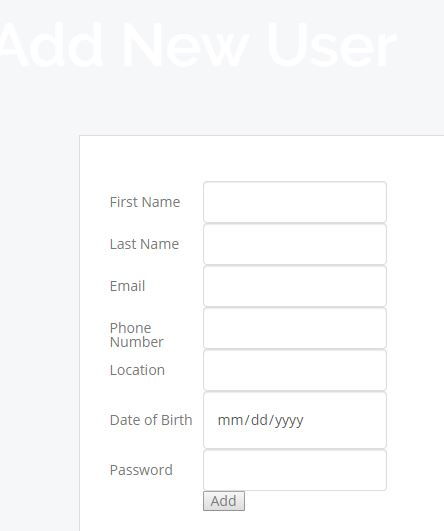 Add New User
First Name
Last Name
Email
Phone
Number
Location
Date of Birth mm/dd/yyyy
Password
Add